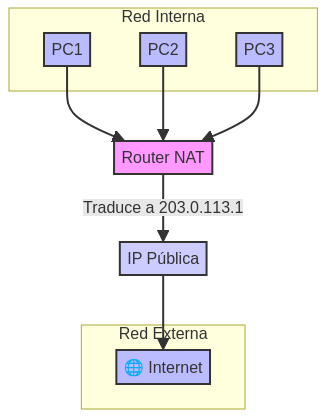 Red Interna
PC1 PC2 PC3
Router NAT
Traduce a 203.0.113.1
IP Pública
Red Externa
🌐 Internet